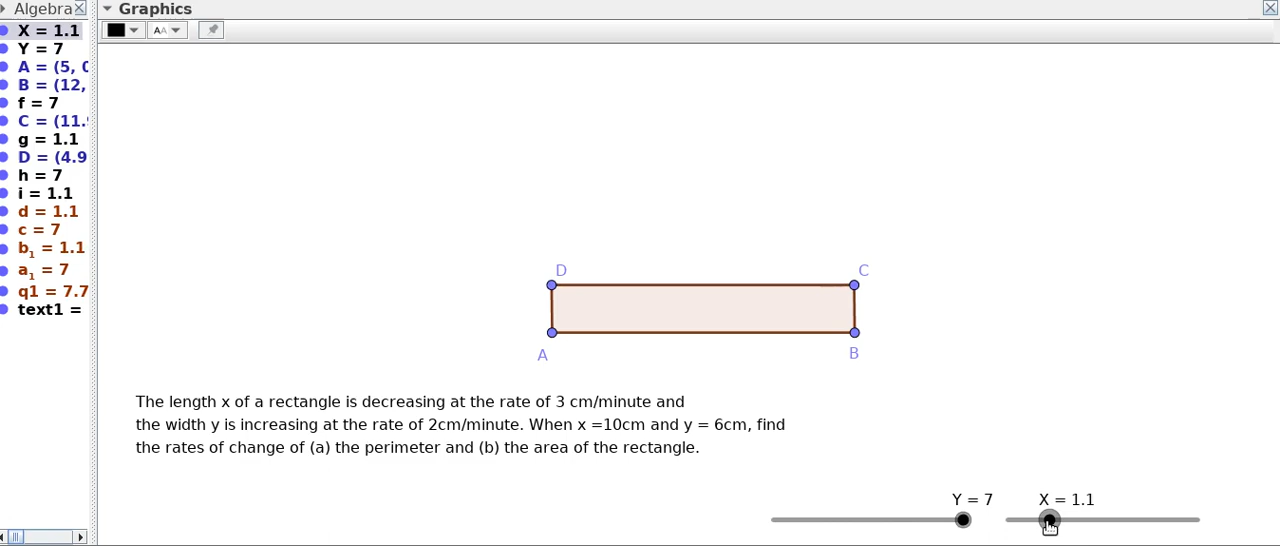 Algebra
Graphics
X = 1.1
AA
Y = 7
A = (5, 0
B = (12,
f = 7
C = (11.9
g = 1.1
D = (4.9
h = 7
i = 1.1
d = 1.1
c = 7
b₁ = 1.1
a₁ = 7
q1 = 7.7
text1 =
D
C
A
B
The length x of a rectangle is decreasing at the rate of 3 cm/minute and
the width y is increasing at the rate of 2cm/minute. When x =10cm and y = 6cm, find
the rates of change of (a) the perimeter and (b) the area of the rectangle.
Y = 7
X = 1.1